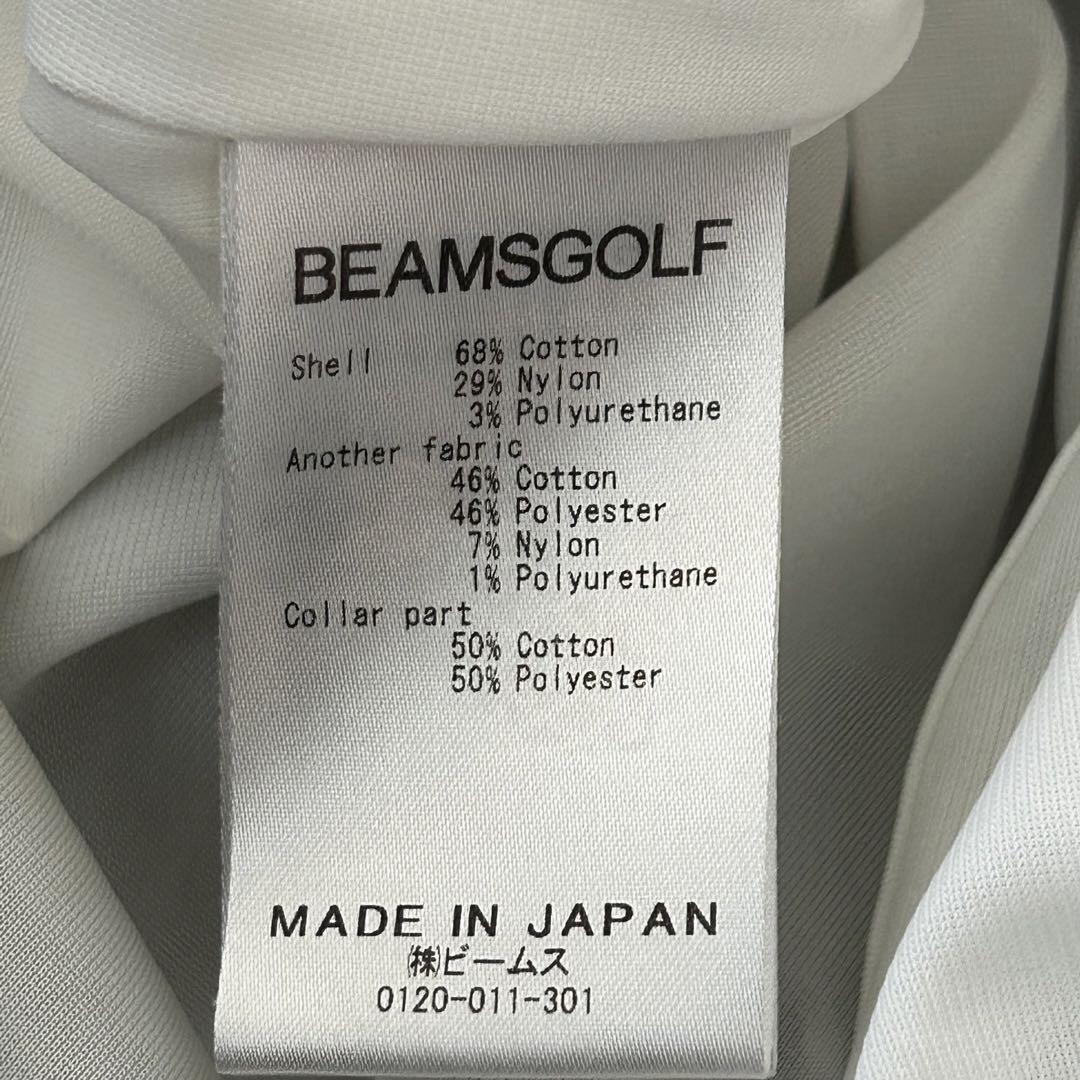 BEAMSGOLF
Shell 68% Cotton
29% Nylon
3% Polyurethane
Another fabric
46% Cotton
46% Polyester
7% Nylon
1% Polyurethane
Collar part
50% Cotton
50% Polyester
MADE IN JAPAN
㈱ビームス
0120-011-301